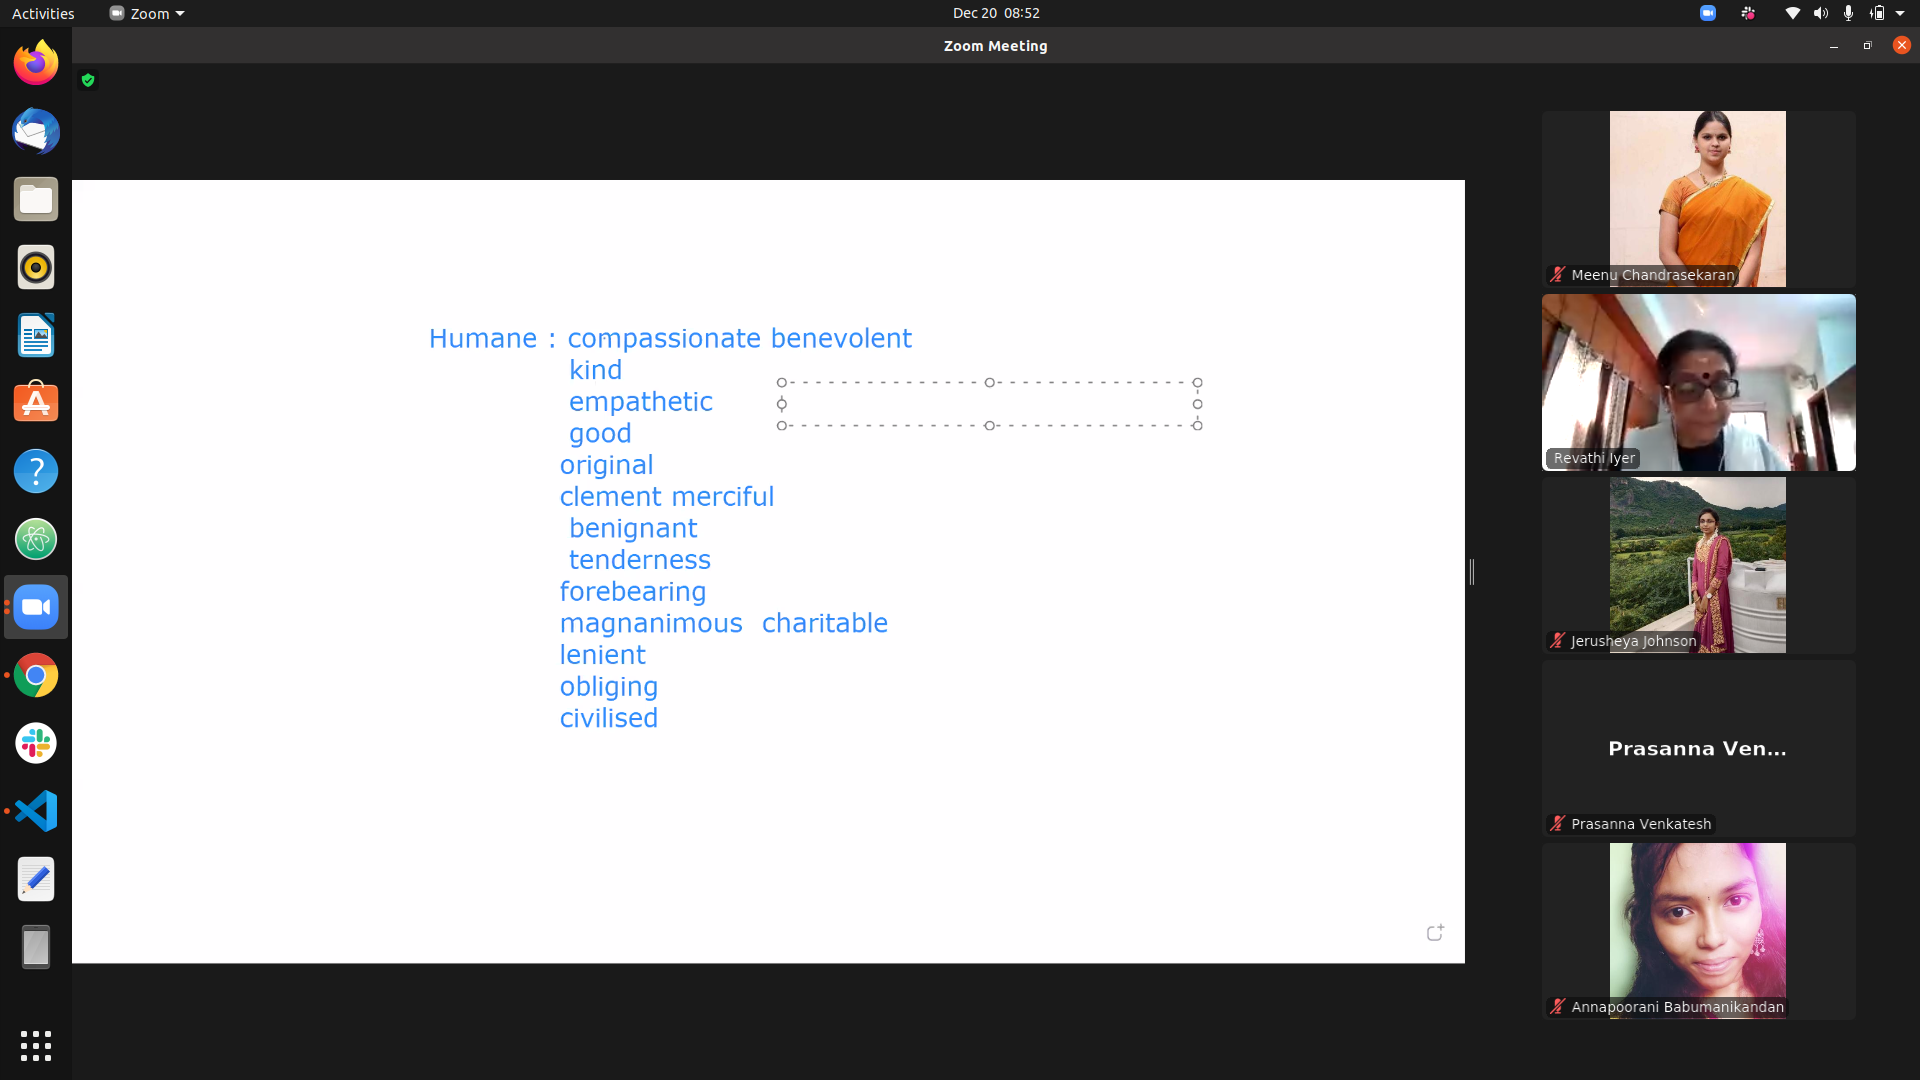 Activities
Zoom
Dec 20 08:52
Zoom Meeting
Humane : compassionate benevolent
kind
empathetic
good
original
clement merciful
benignant
tenderness
forebearing
magnanimous charitable
lenient
obliging
civilised
Meenu Chandrasekaran
Revathi Iyer
Jerusheya Johnson
Prasanna Ven...
Prasanna Venkatesh
Annapoorani Babumanikandan